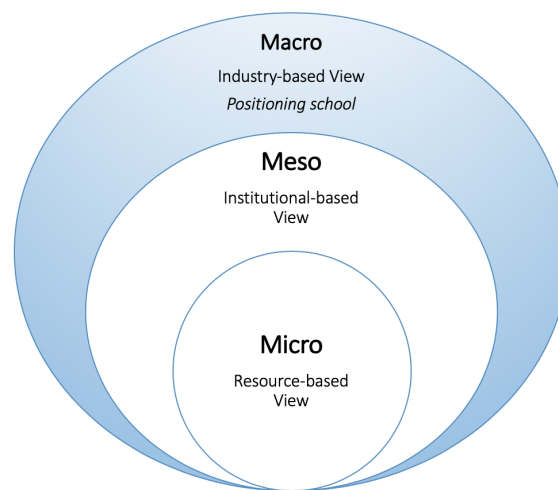 Macro
Industry-based View
Positioning school
Meso
Institutional-based
View
Micro
Resource-based
View